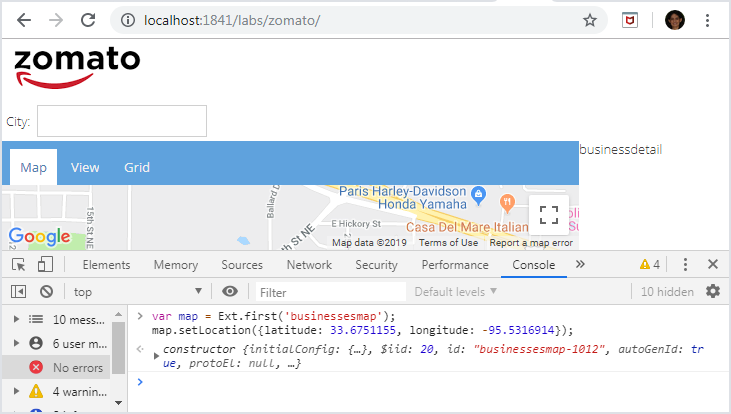 localhost:1841/labs/zomato/
zomato
City:
Map View Grid
businessdetail
Paris Harley-Davidson
Honda Yamaha
Ballard D
15th St NE
E Hickory St
St NE
Casa Del Mare Italian
Google
Map data ©2019 Terms of Use Report a map error
Elements Memory Sources Network Security Performance Console » 4
top Filter Default levels 10 hidden
10 mess...
6 user m...
No errors
4 warnin...
var map = Ext.first('businessesmap');
map.setLocation({latitude: 33.6751155, longitude: -95.5316914});
constructor {initialConfig: {…}, $iid: 20, id: "businessesmap-1012", autoGenId: tr
ue, protoEl: null, …}